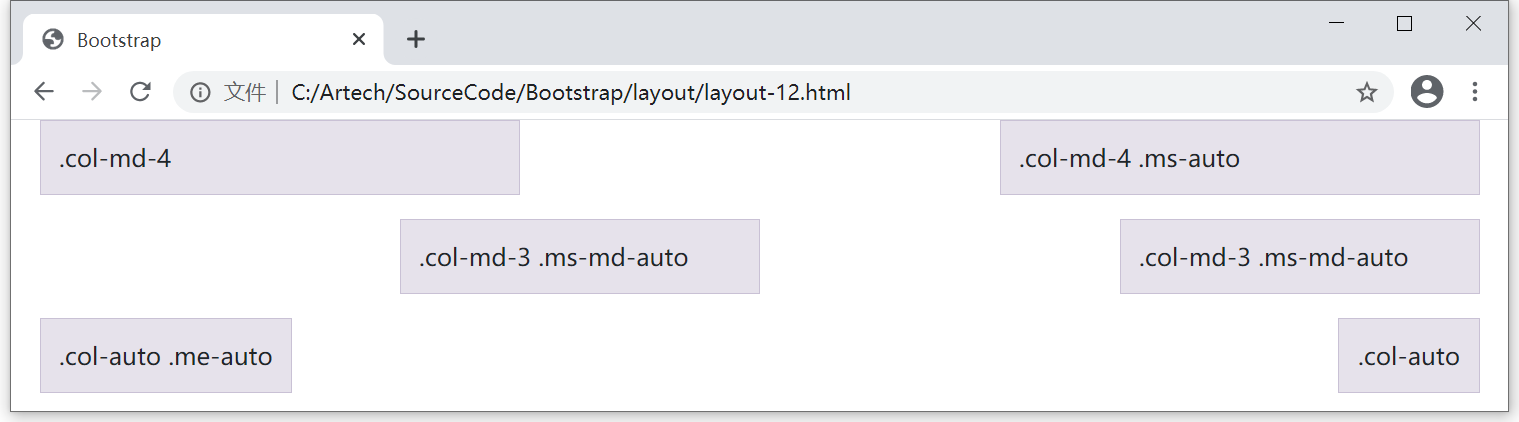 Bootstrap
文件 C:/Artech/SourceCode/Bootstrap/layout/layout-12.html
.col-md-4 .col-md-4 .ms-auto
.col-md-3 .ms-md-auto .col-md-3 .ms-md-auto
.col-auto .me-auto .col-auto